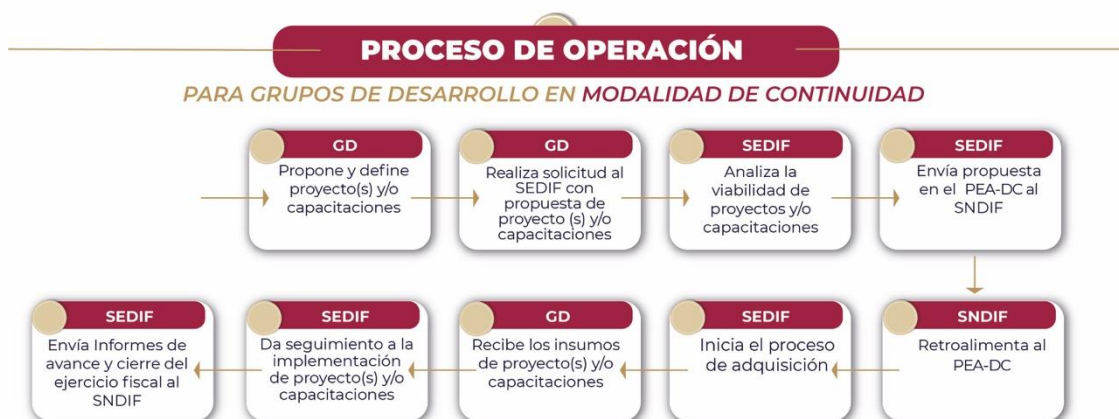 PROCESO DE OPERACIÓN
PARA GRUPOS DE DESARROLLO EN MODALIDAD DE CONTINUIDAD
GD
Propone y define
proyecto(s) y/o
capacitaciones
GD
Realiza solicitud al
SEDIF con
propuesta de
proyecto (s) y/o
capacitaciones
SEDIF
Analiza la
viabilidad de
proyectos y/o
capacitaciones
SEDIF
Envía propuesta
en el PEA-DC al
SNDIF
SNDIF
Retroalimenta al
PEA-DC
SEDIF
Inicia el proceso
de adquisición
GD
Recibe los insumos
de proyecto(s) y/o
capacitaciones
SEDIF
Da seguimiento a la
implementación
de proyecto(s) y/o
capacitaciones
SEDIF
Envía Informes de
avance y cierre del
ejercicio fiscal al
SNDIF